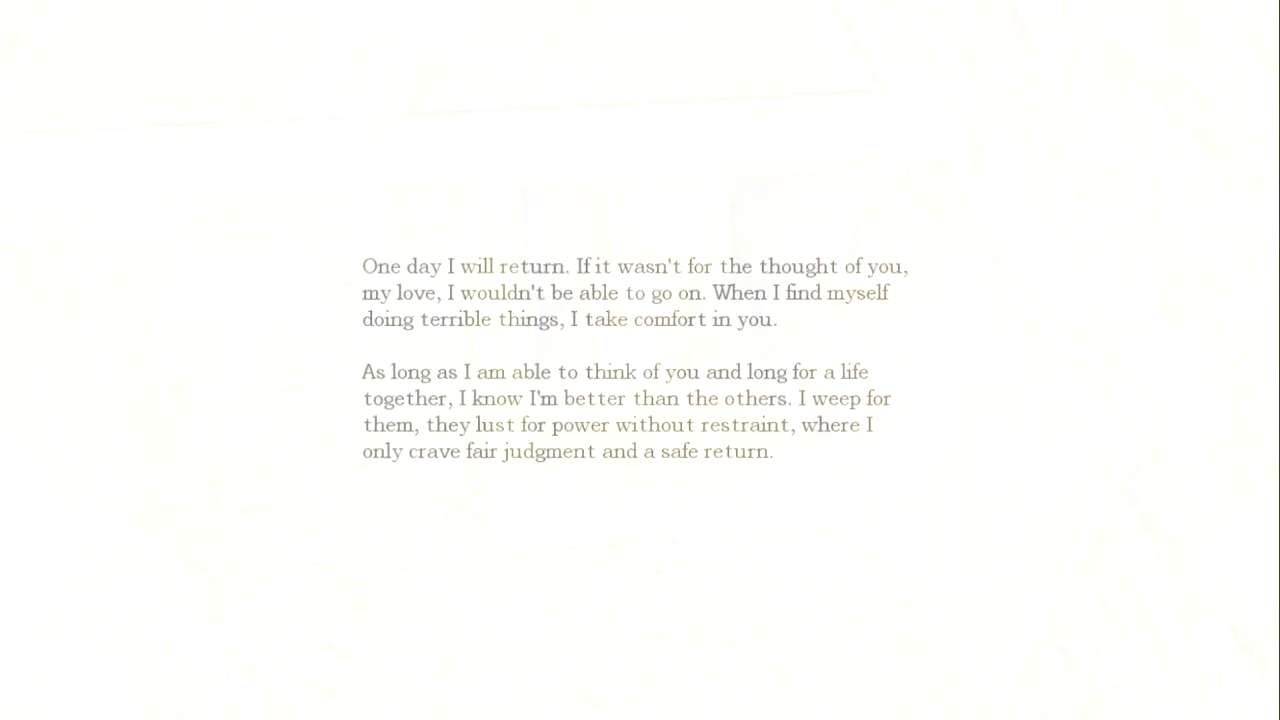 One day I will return. If it wasn't for the thought of you,
my love, I wouldn't be able to go on. When I find myself
doing terrible things, I take comfort in you.
As long as I am able to think of you and long for a life
together, I know I'm better than the others. I weep for
them, they lust for power without restraint, where I
only crave fair judgment and a safe return.